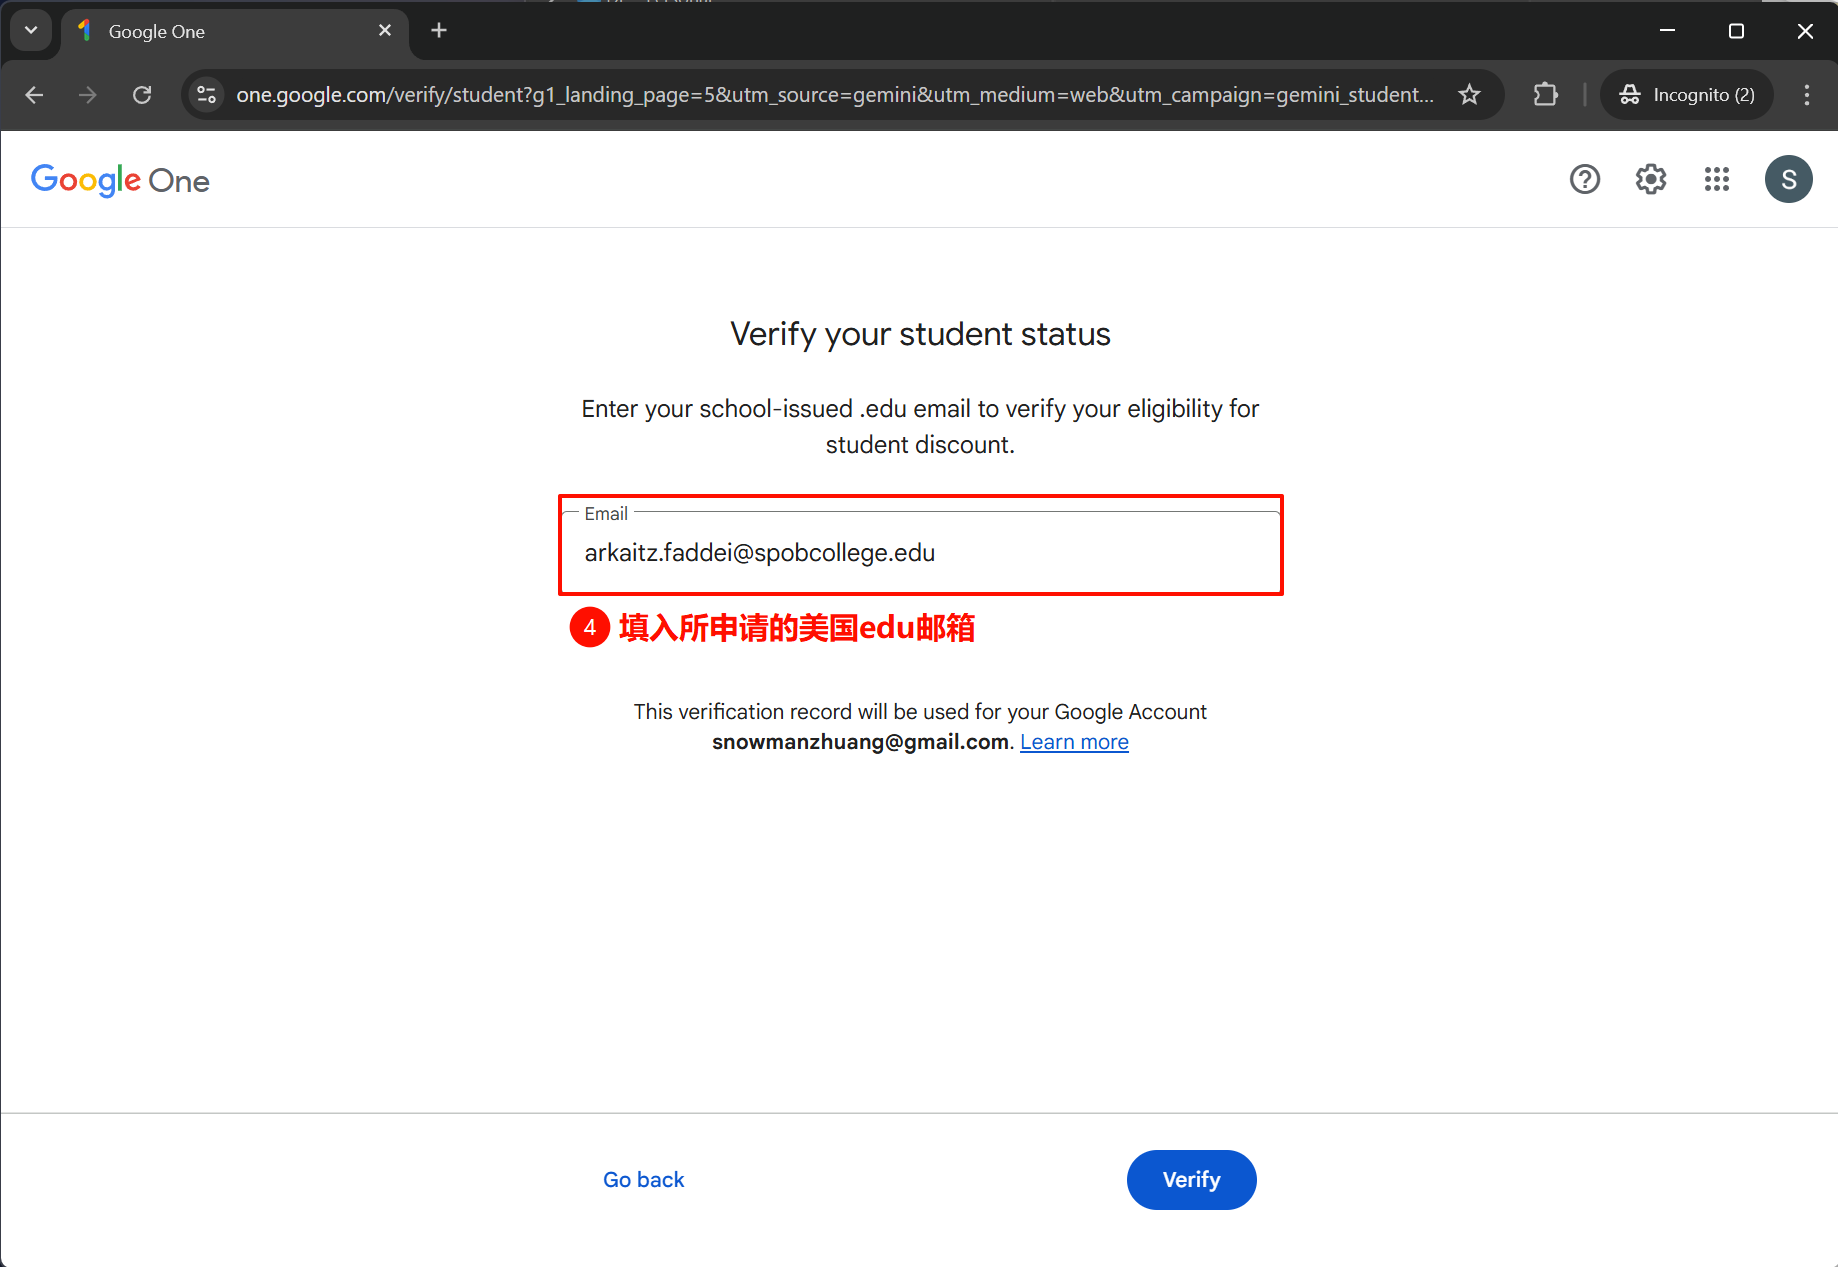 Google One
one.google.com/verify/student?g1_landing_page=5&utm_source=gemini&utm_medium=web&utm_campaign=gemini_student...
Incognito (2)
Google One
S
Verify your student status
Enter your school-issued .edu email to verify your eligibility for
student discount.
Email
arkaitz.faddei@spobcollege.edu
4 填入所申请的美国edu邮箱
This verification record will be used for your Google Account
snowmanzhuang@gmail.com. Learn more
Go back
Verify